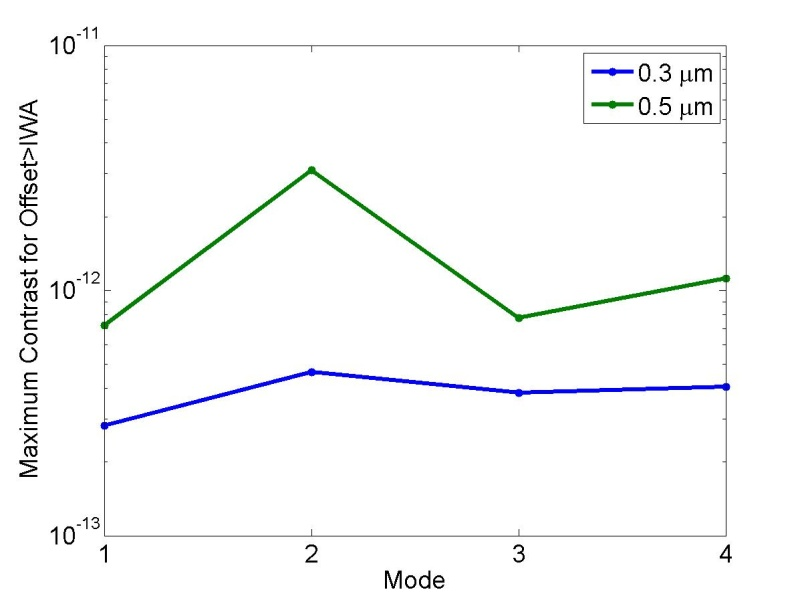 10⁻¹¹
0.3 μm
0.5 μm
Maximum Contrast for Offset>IWA
10⁻¹²
10⁻¹³
1 2 3 4
Mode